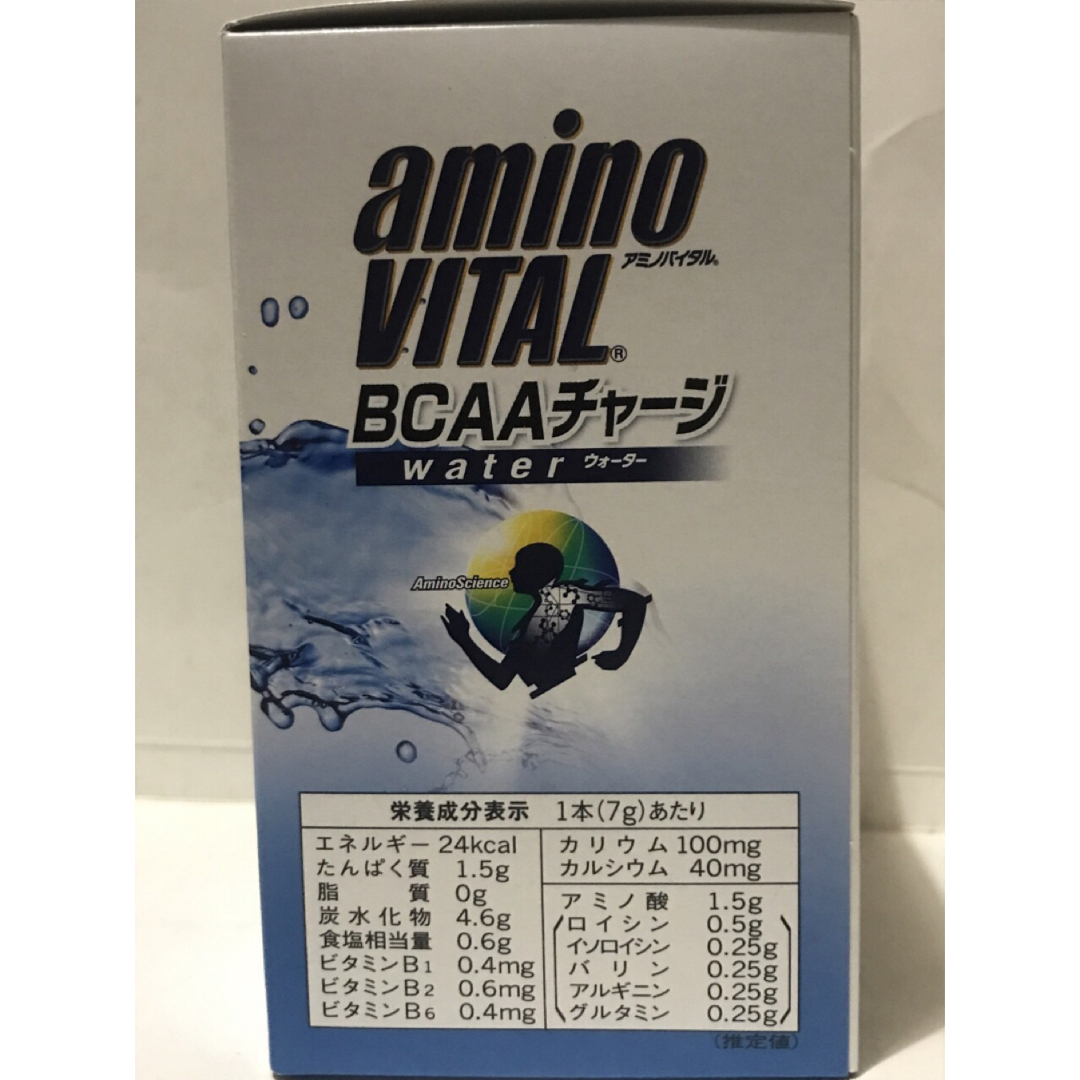 amino
アミノバイタル®
VITAL®
BCAAチャージ
water ウォーター
AminoScience
栄養成分表示 1本(7g)あたり
エネルギー 24kcal
たんぱく質 1.5g
脂質 0g
炭水化物 4.6g
食塩相当量 0.6g
ビタミンB1 0.4mg
ビタミンB2 0.6mg
ビタミンB6 0.4mg
カリウム 100mg
カルシウム 40mg
アミノ酸 1.5g
ロイシン 0.5g
イソロイシン 0.25g
バリン 0.25g
アルギニン 0.25g
グルタミン 0.25g
(推定値)